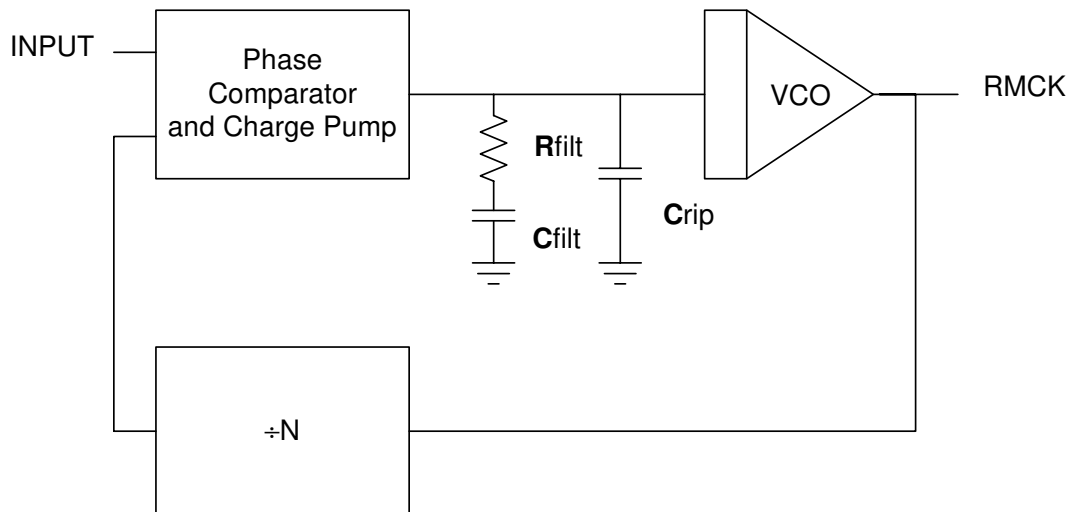 INPUT
Phase
Comparator
and Charge Pump
VCO
RMCK
Rfilt
Cfilt
Crip
÷N